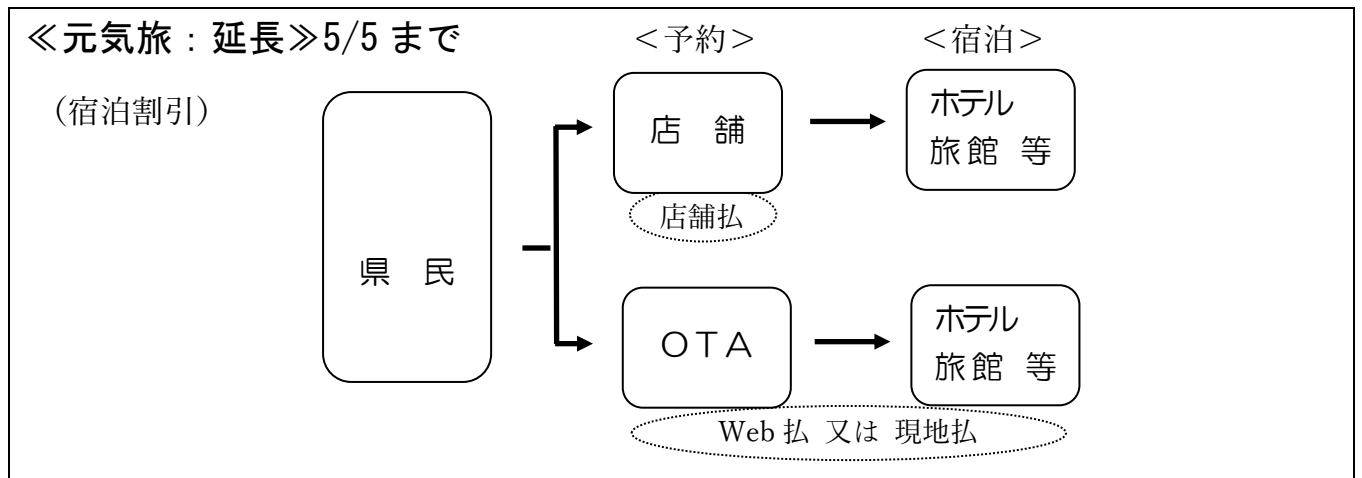 ≪元気旅：延長≫5/5 まで
＜予約＞
＜宿泊＞
(宿泊割引)
県 民
店 舗
店舗払
ホテル
旅館 等
ＯＴＡ
ホテル
旅館 等
Web 払 又は 現地払